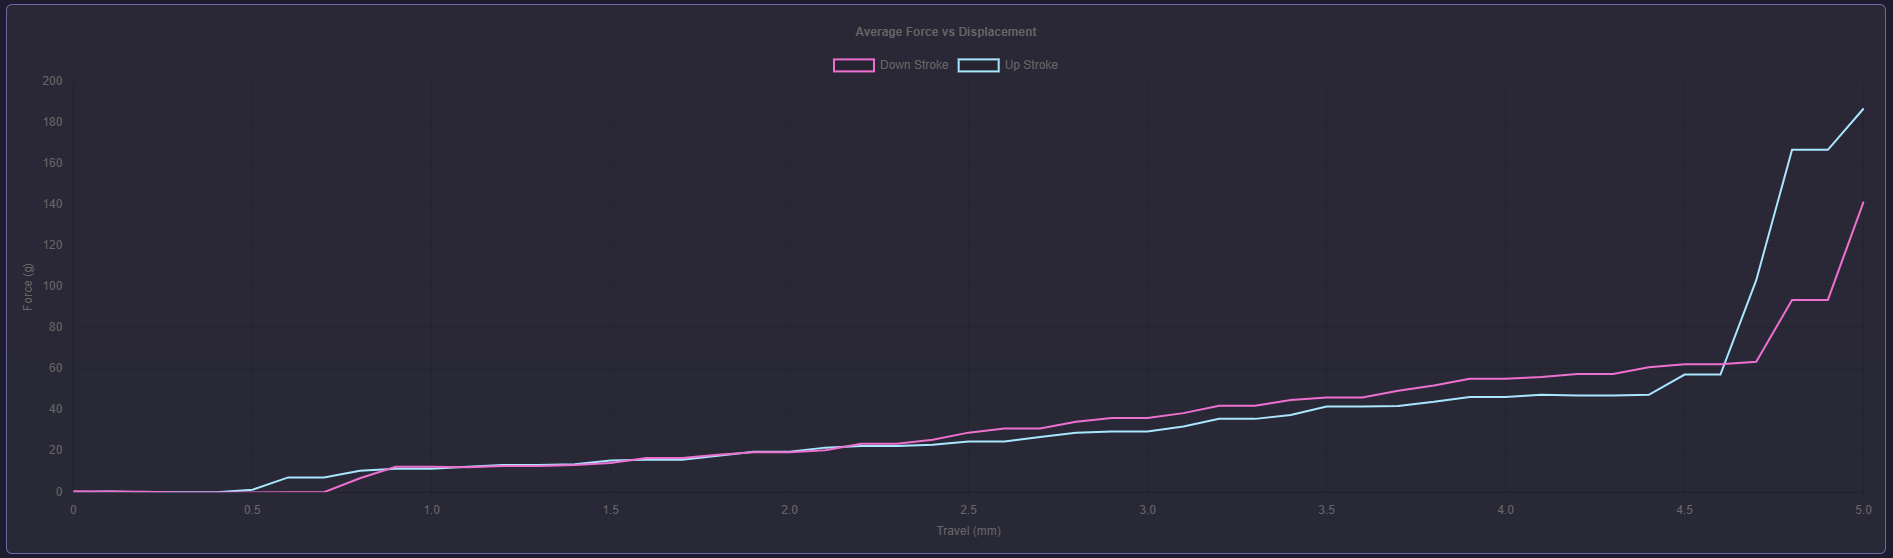 Average Force vs Displacement
Down Stroke Up Stroke
200
180
160
140
120
100
80
60
40
20
0
Force (g)
0 0.5 1.0 1.5 2.0 2.5 3.0 3.5 4.0 4.5 5.0
Travel (mm)